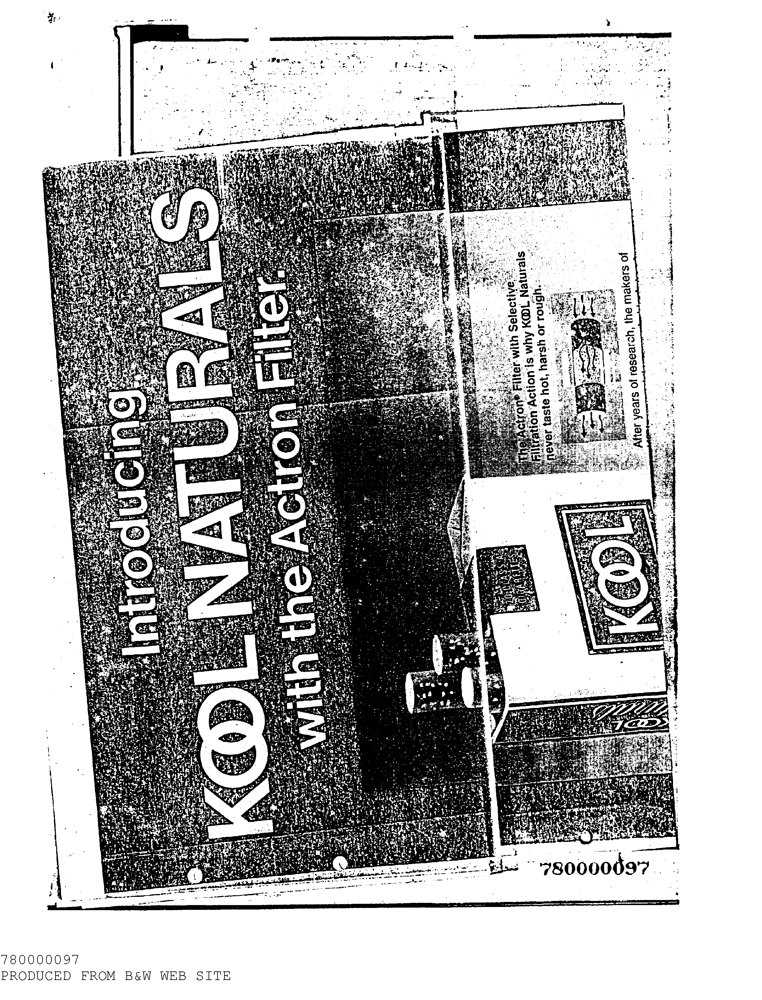 Introducing
KOOL NATURALS
with the Actron Filter.
The Actron® Filter with Selective
Filtration Action is why KOOL Naturals
never taste hot, harsh or rough.
After years of research, the makers of
KOOL
KOOL
780000097
780000097
PRODUCED FROM B&W WEB SITE